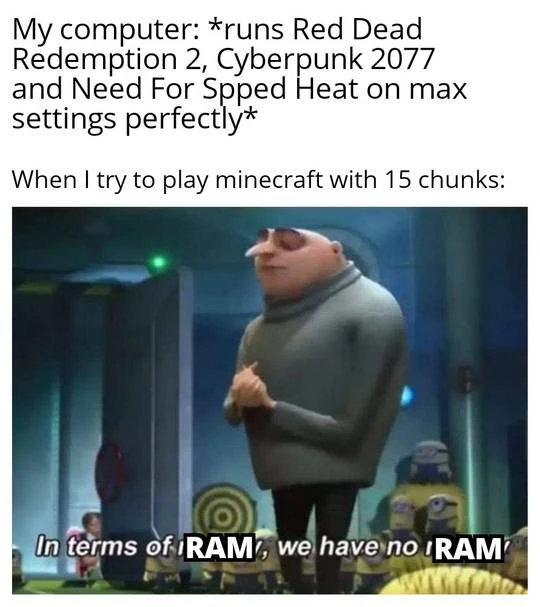 My computer: *runs Red Dead
Redemption 2, Cyberpunk 2077
and Need For Spped Heat on max
settings perfectly*
When I try to play minecraft with 15 chunks:
In terms of RAM, we have no RAM